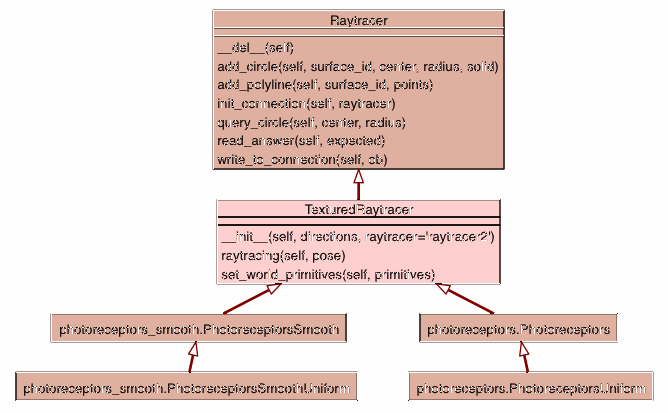 Raytracer
__del__(self)
add_circle(self, surface_id, center, radius, solid)
add_polyline(self, surface_id, points)
init_connection(self, raytracer)
query_circle(self, center, radius)
read_answer(self, expected)
write_to_connection(self, ob)
TexturedRaytracer
__init__(self, directions, raytracer='raytracer2')
raytracing(self, pose)
set_world_primitives(self, primitives)
photoreceptors_smooth.PhotoreceptorsSmooth
photoreceptors.Photoreceptors
photoreceptors_smooth.PhotoreceptorsSmoothUniform
photoreceptors.PhotoreceptorsUniform